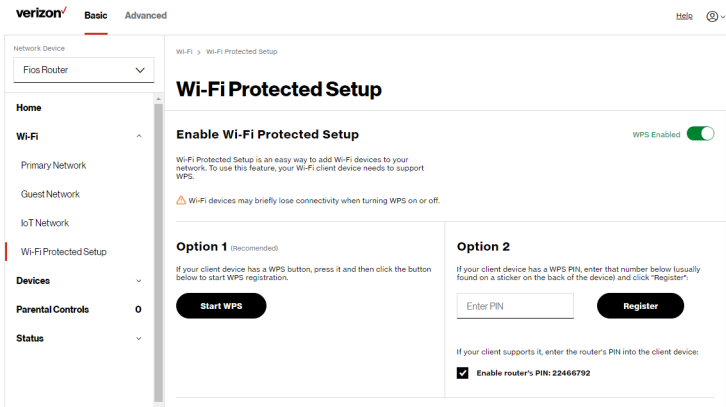 verizon✓ Basic Advanced Help
Network Device
Fios Router
Home
Wi-Fi
Primary Network
Guest Network
IoT Network
Wi-Fi Protected Setup
Devices
Parental Controls 0
Status
Wi-Fi > Wi-Fi Protected Setup
Wi-Fi Protected Setup
Enable Wi-Fi Protected Setup
WPS Enabled
Wi-Fi Protected Setup is an easy way to add Wi-Fi devices to your
network. To use this feature, your Wi-Fi client device needs to support
WPS.
Wi-Fi devices may briefly lose connectivity when turning WPS on or off.
Option 1 (Recomended)
If your client device has a WPS button, press it and then click the button
below to start WPS registration.
Start WPS
Option 2
If your client device has a WPS PIN, enter that number below (usually
found on a sticker on the back of the device) and click "Register":
Enter PIN Register
If your client supports it, enter the router's PIN into the client device:
Enable router's PIN: 22466792